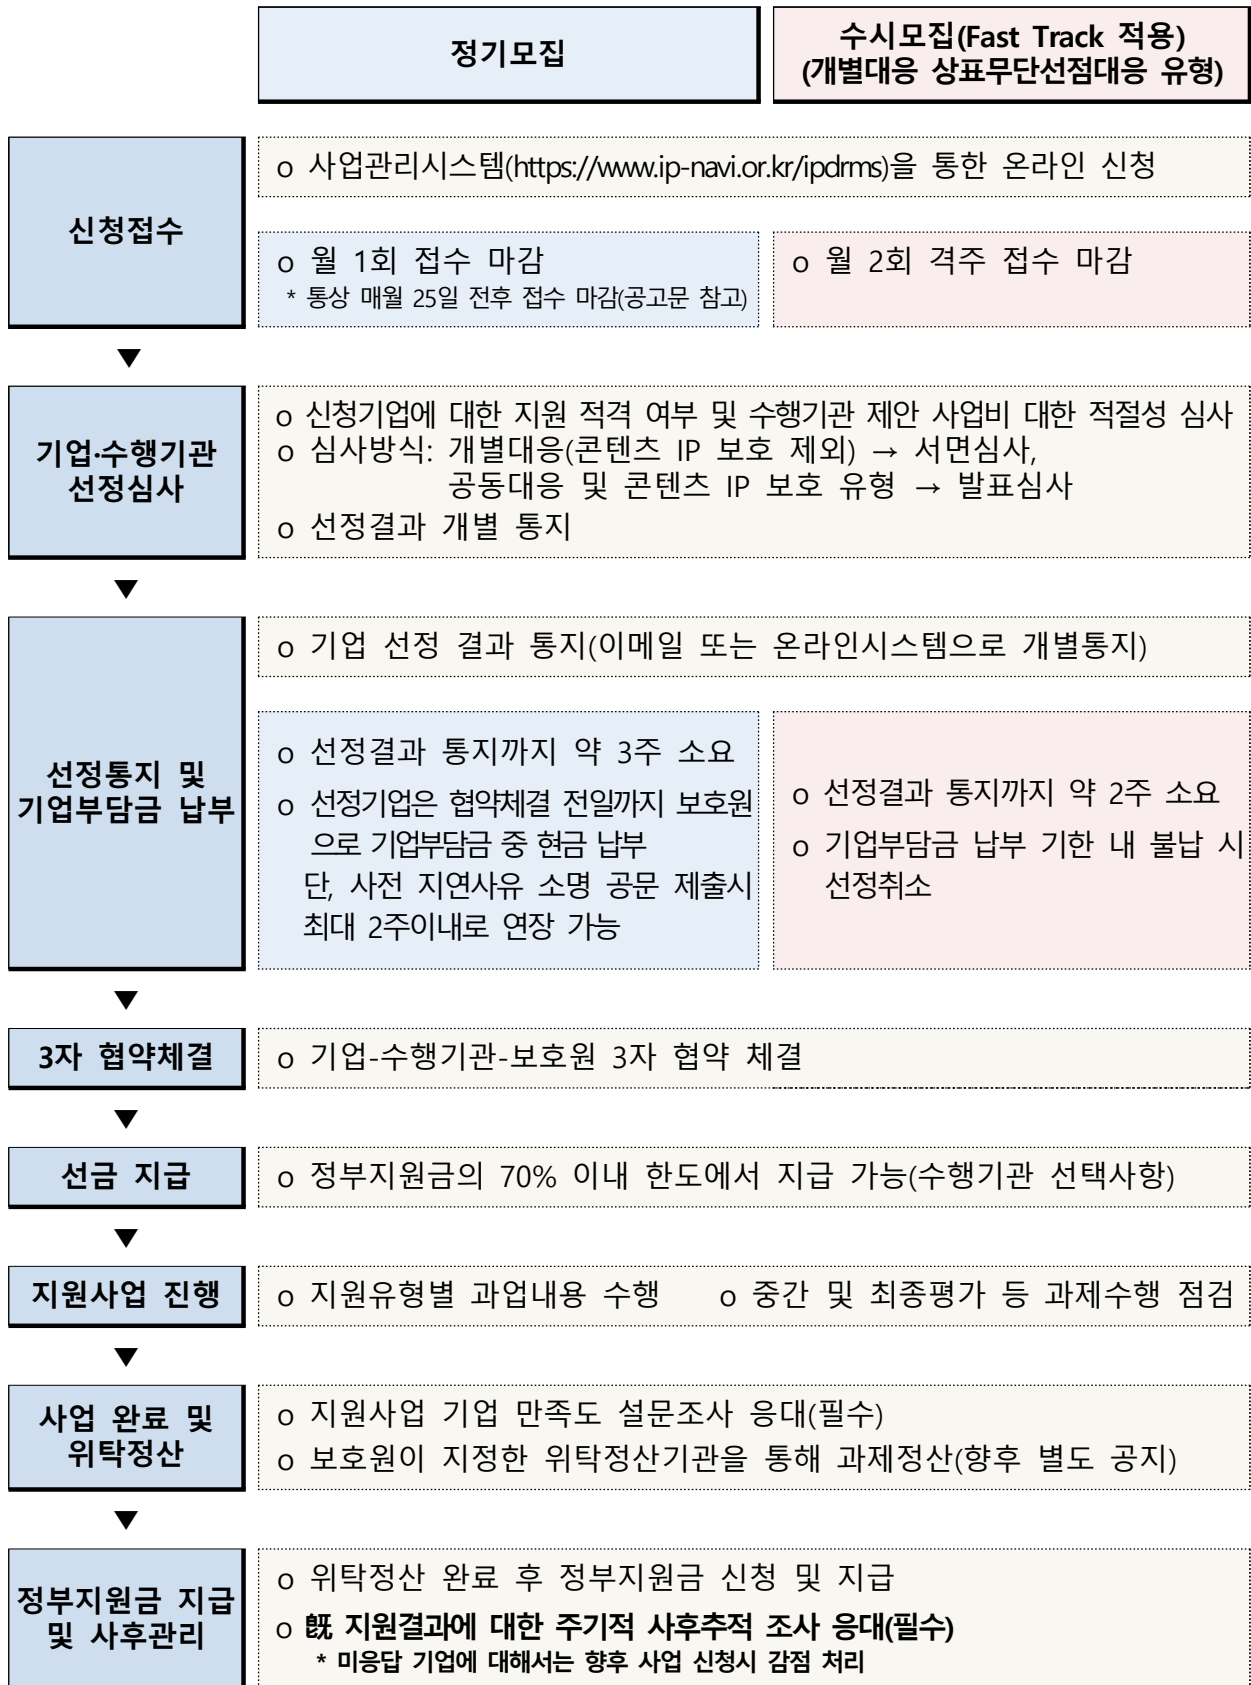 정기모집
수시모집(Fast Track 적용)
(개별대응 상표무단선점대응 유형)
신청접수
o 사업관리시스템(https://www.ip-navi.or.kr/ipdrms)을 통한 온라인 신청
o 월 1회 접수 마감
* 통상 매월 25일 전후 접수 마감(공고문 참고)
o 월 2회 격주 접수 마감
▼
기업·수행기관
선정심사
o 신청기업에 대한 지원 적격 여부 및 수행기관 제안 사업비 대한 적절성 심사
o 심사방식: 개별대응(콘텐츠 IP 보호 제외) → 서면심사,
공동대응 및 콘텐츠 IP 보호 유형 → 발표심사
o 선정결과 개별 통지
▼
선정통지 및
기업부담금 납부
o 기업 선정 결과 통지(이메일 또는 온라인시스템으로 개별통지)
o 선정결과 통지까지 약 3주 소요
o 선정기업은 협약체결 전일까지 보호원
으로 기업부담금 중 현금 납부
단, 사전 지연사유 소명 공문 제출시
최대 2주이내로 연장 가능
o 선정결과 통지까지 약 2주 소요
o 기업부담금 납부 기한 내 불납 시
선정취소
▼
3자 협약체결
o 기업-수행기관-보호원 3자 협약 체결
▼
선금 지급
o 정부지원금의 70% 이내 한도에서 지급 가능(수행기관 선택사항)
▼
지원사업 진행
o 지원유형별 과업내용 수행 o 중간 및 최종평가 등 과제수행 점검
▼
사업 완료 및
위탁정산
o 지원사업 기업 만족도 설문조사 응대(필수)
o 보호원이 지정한 위탁정산기관을 통해 과제정산(향후 별도 공지)
▼
정부지원금 지급
및 사후관리
o 위탁정산 완료 후 정부지원금 신청 및 지급
o 旣 지원결과에 대한 주기적 사후추적 조사 응대(필수)
* 미응답 기업에 대해서는 향후 사업 신청시 감점 처리